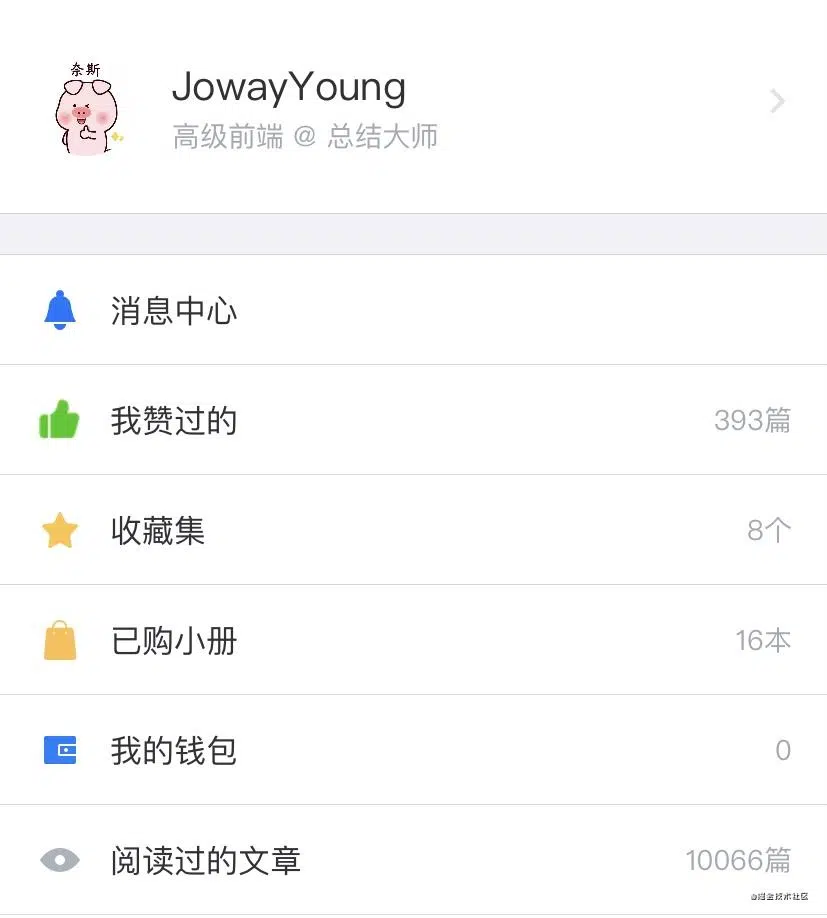 奈斯
JowayYoung
高级前端 @ 总结大师
消息中心
我赞过的 393篇
收藏集 8个
已购小册 16本
我的钱包 0
阅读过的文章 10066篇
@掘金技术社区